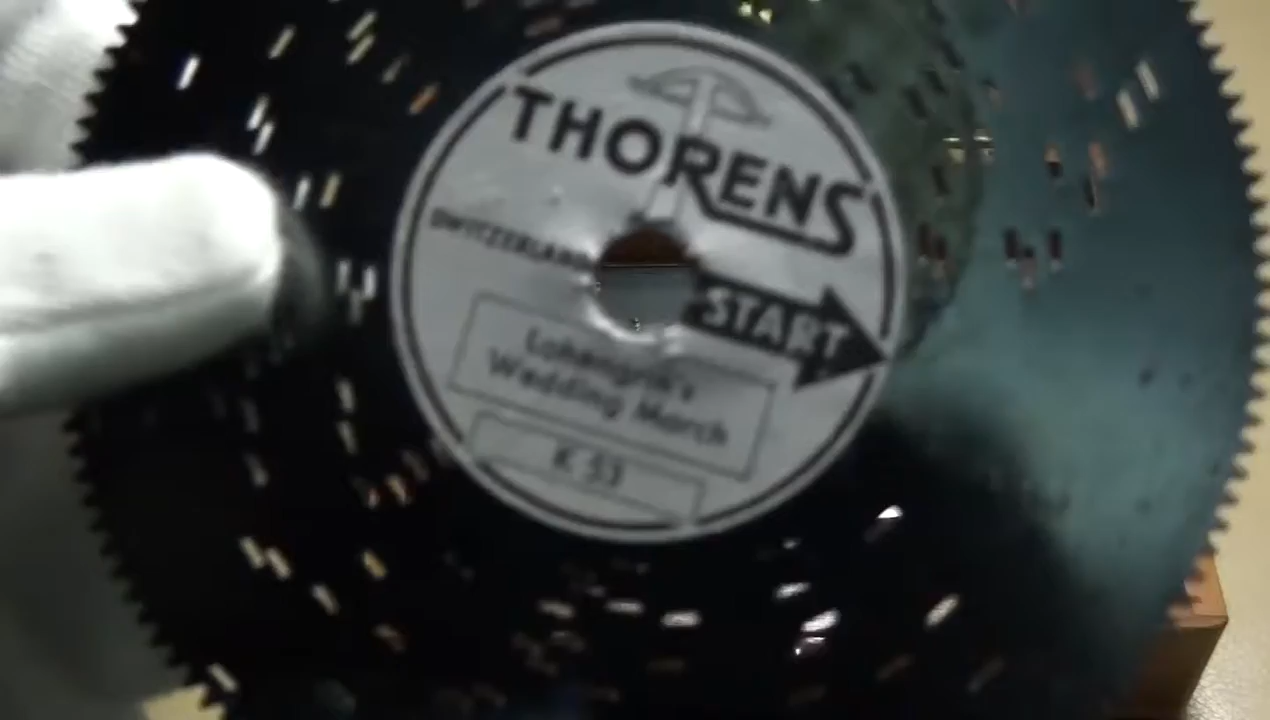 THORENS
SWITZERLAND
START
Lohengrin's
Wedding March
K 53